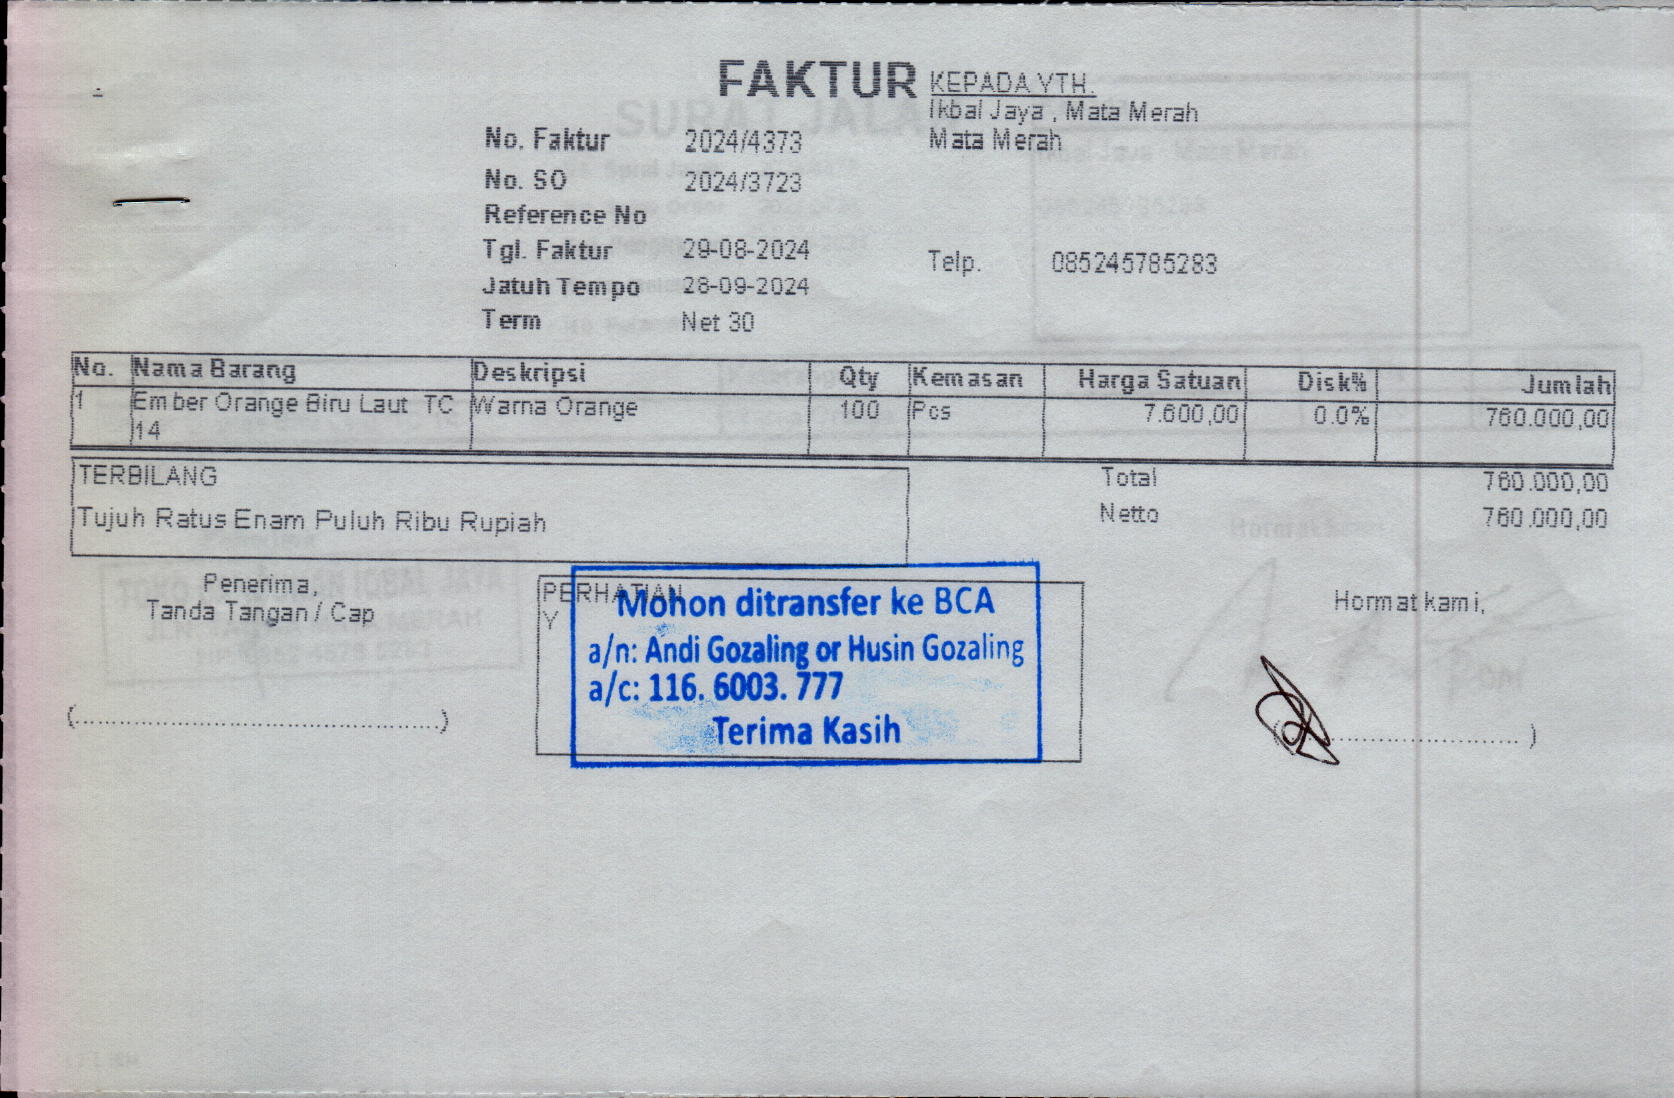 FAKTUR
KEPADA YTH.
Ikbal Jaya , Mata Merah
Mata Merah
No. Faktur 2024/4373
No. SO 2024/3723
Reference No
Tgl. Faktur 29-08-2024
Telp. 085245785283
Jatuh Tempo 28-09-2024
Term Net 30
No. Nama Barang Deskripsi Qty Kemasan Harga Satuan Disk% Jumlah
1 Ember Orange Biru Laut TC Warna Orange 100 Pcs 7.600,00 0.0% 760.000,00
14
TERBILANG
Tujuh Ratus Enam Puluh Ribu Rupiah
Total 760.000,00
Netto 760.000,00
Penerima,
Tanda Tangan / Cap
(..........................................)
PERHATIAN
Y
Mohon ditransfer ke BCA
a/n: Andi Gozaling or Husin Gozaling
a/c: 116. 6003. 777
Terima Kasih
Hormat kami,
(..............................)